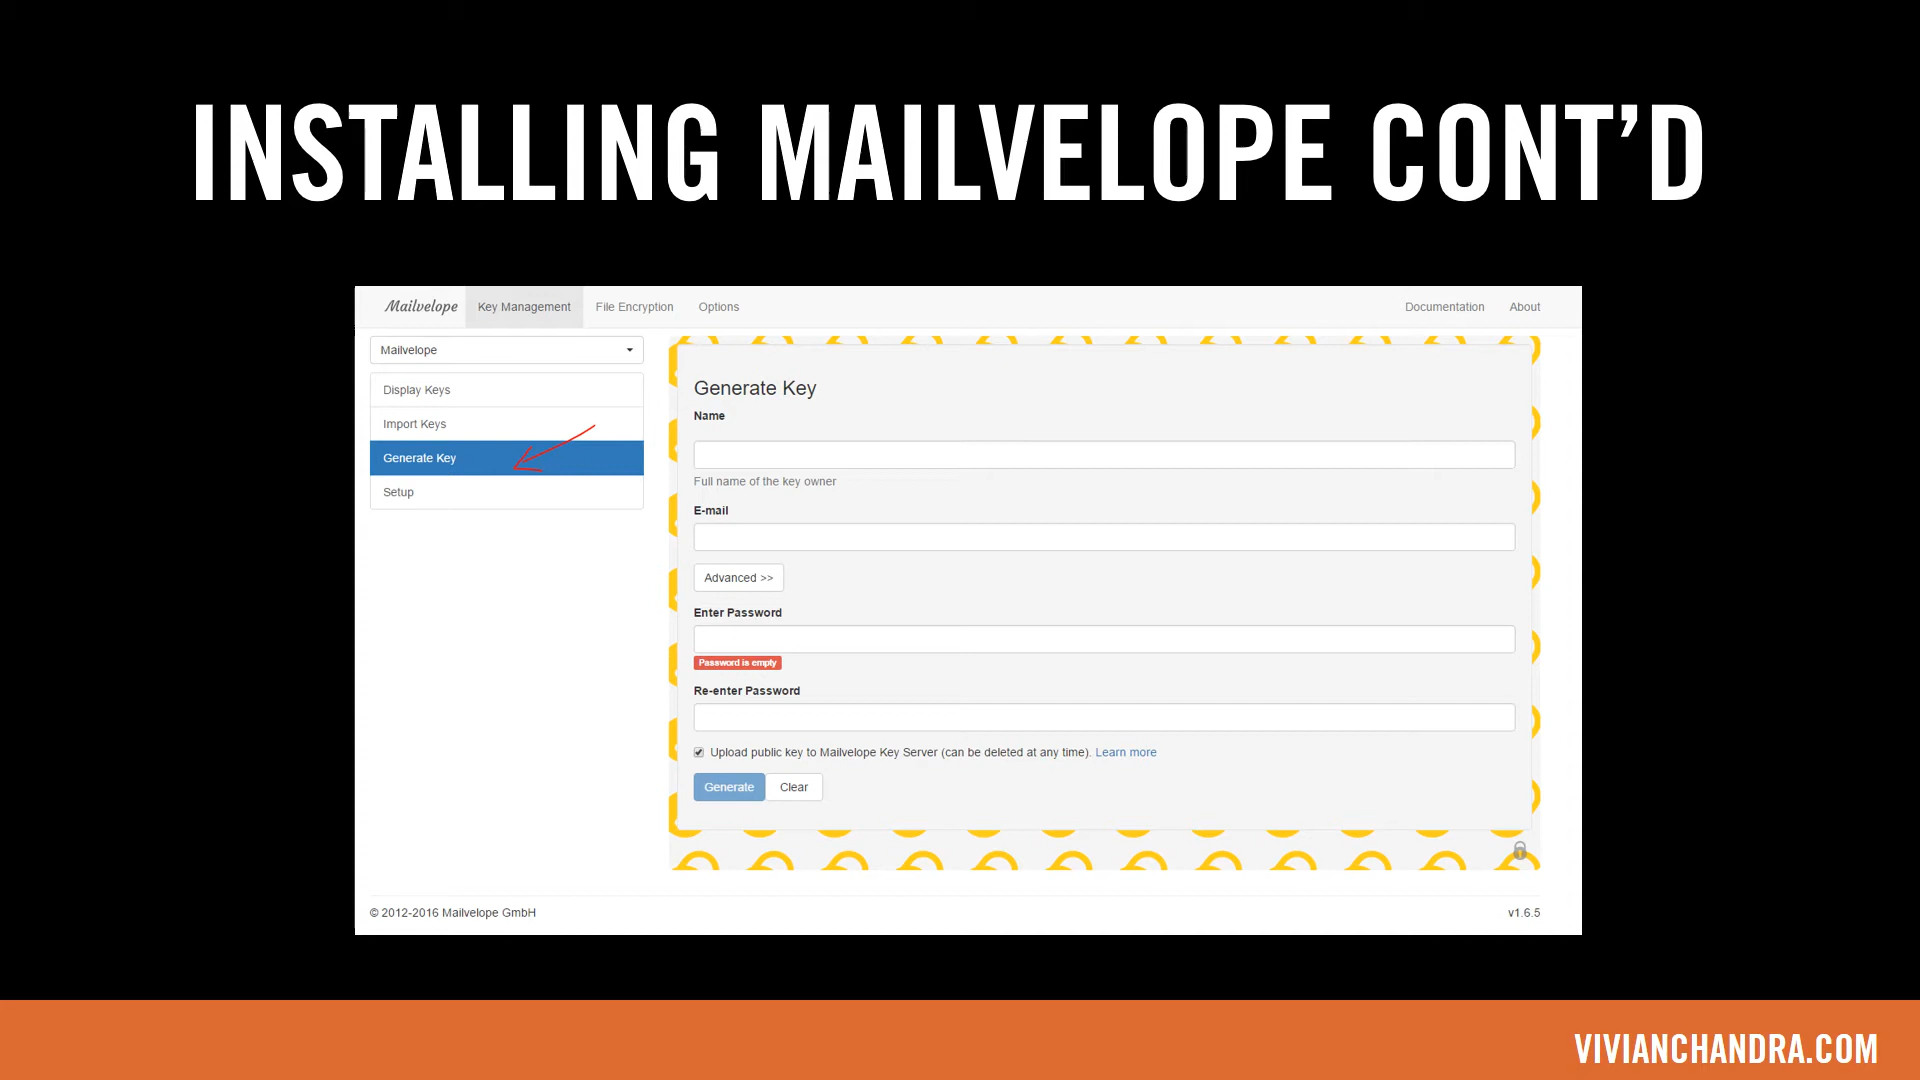 INSTALLING MAILVELOPE CONT’D
Mailvelope Key Management File Encryption Options Documentation About
Mailvelope
Display Keys
Import Keys
Generate Key
Setup
Generate Key
Name
Full name of the key owner
E-mail
Advanced >>
Enter Password
Password is empty
Re-enter Password
Upload public key to Mailvelope Key Server (can be deleted at any time). Learn more
Generate Clear
© 2012-2016 Mailvelope GmbH v1.6.5
VIVIANCHANDRA.COM